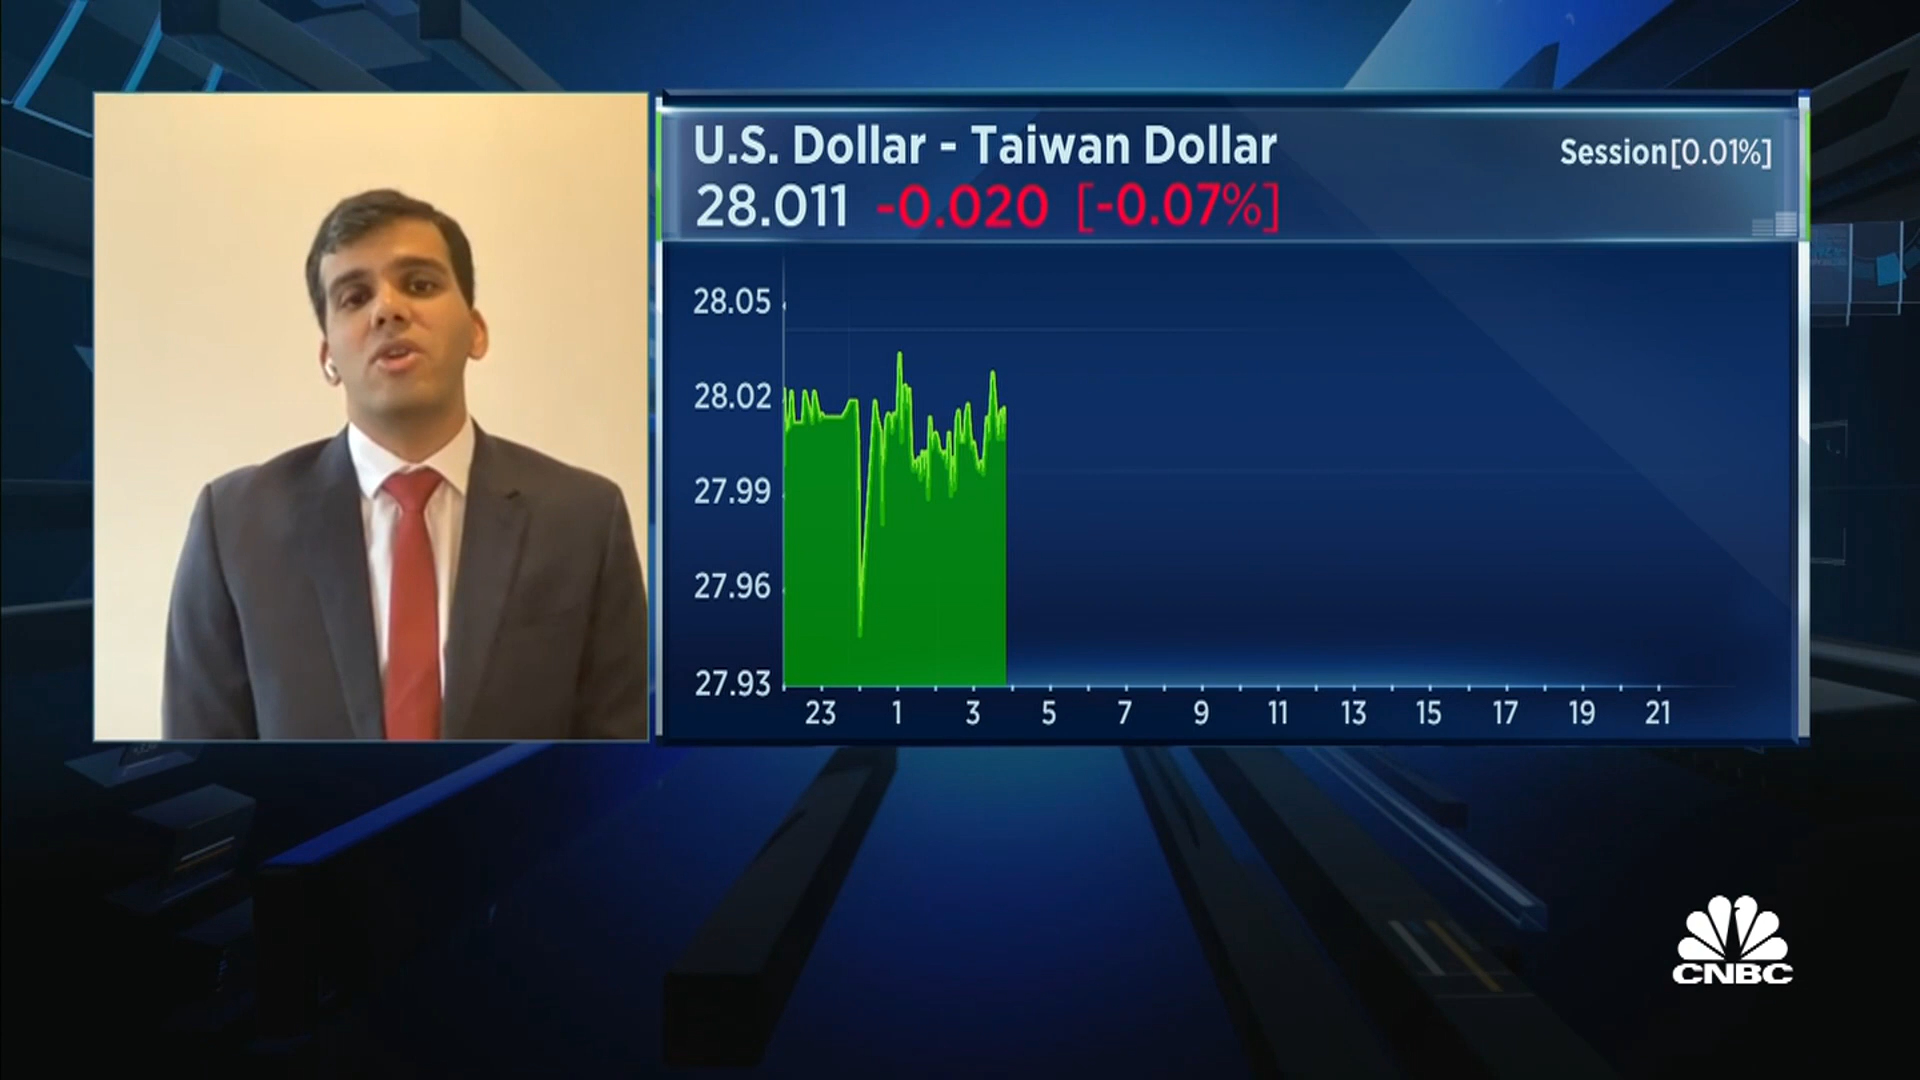 U.S. Dollar - Taiwan Dollar
Session[0.01%]
28.011 -0.020 [-0.07%]
28.05
28.02
27.99
27.96
27.93
23 1 3 5 7 9 11 13 15 17 19 21
CNBC